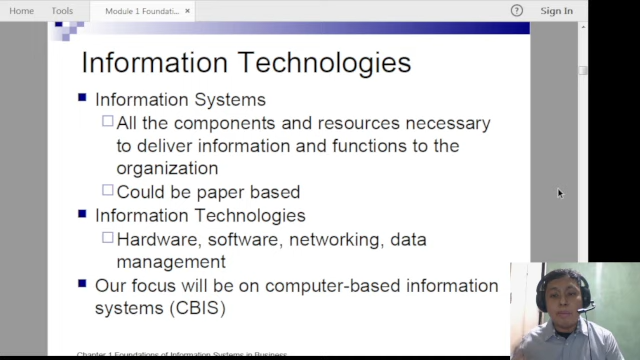 Home
Tools
Module 1 Foundati...
Sign In
Information Technologies
Information Systems
All the components and resources necessary
to deliver information and functions to the
organization
Could be paper based
Information Technologies
Hardware, software, networking, data
management
Our focus will be on computer-based information
systems (CBIS)
Chapter 1 Foundations of Information Systems in Business